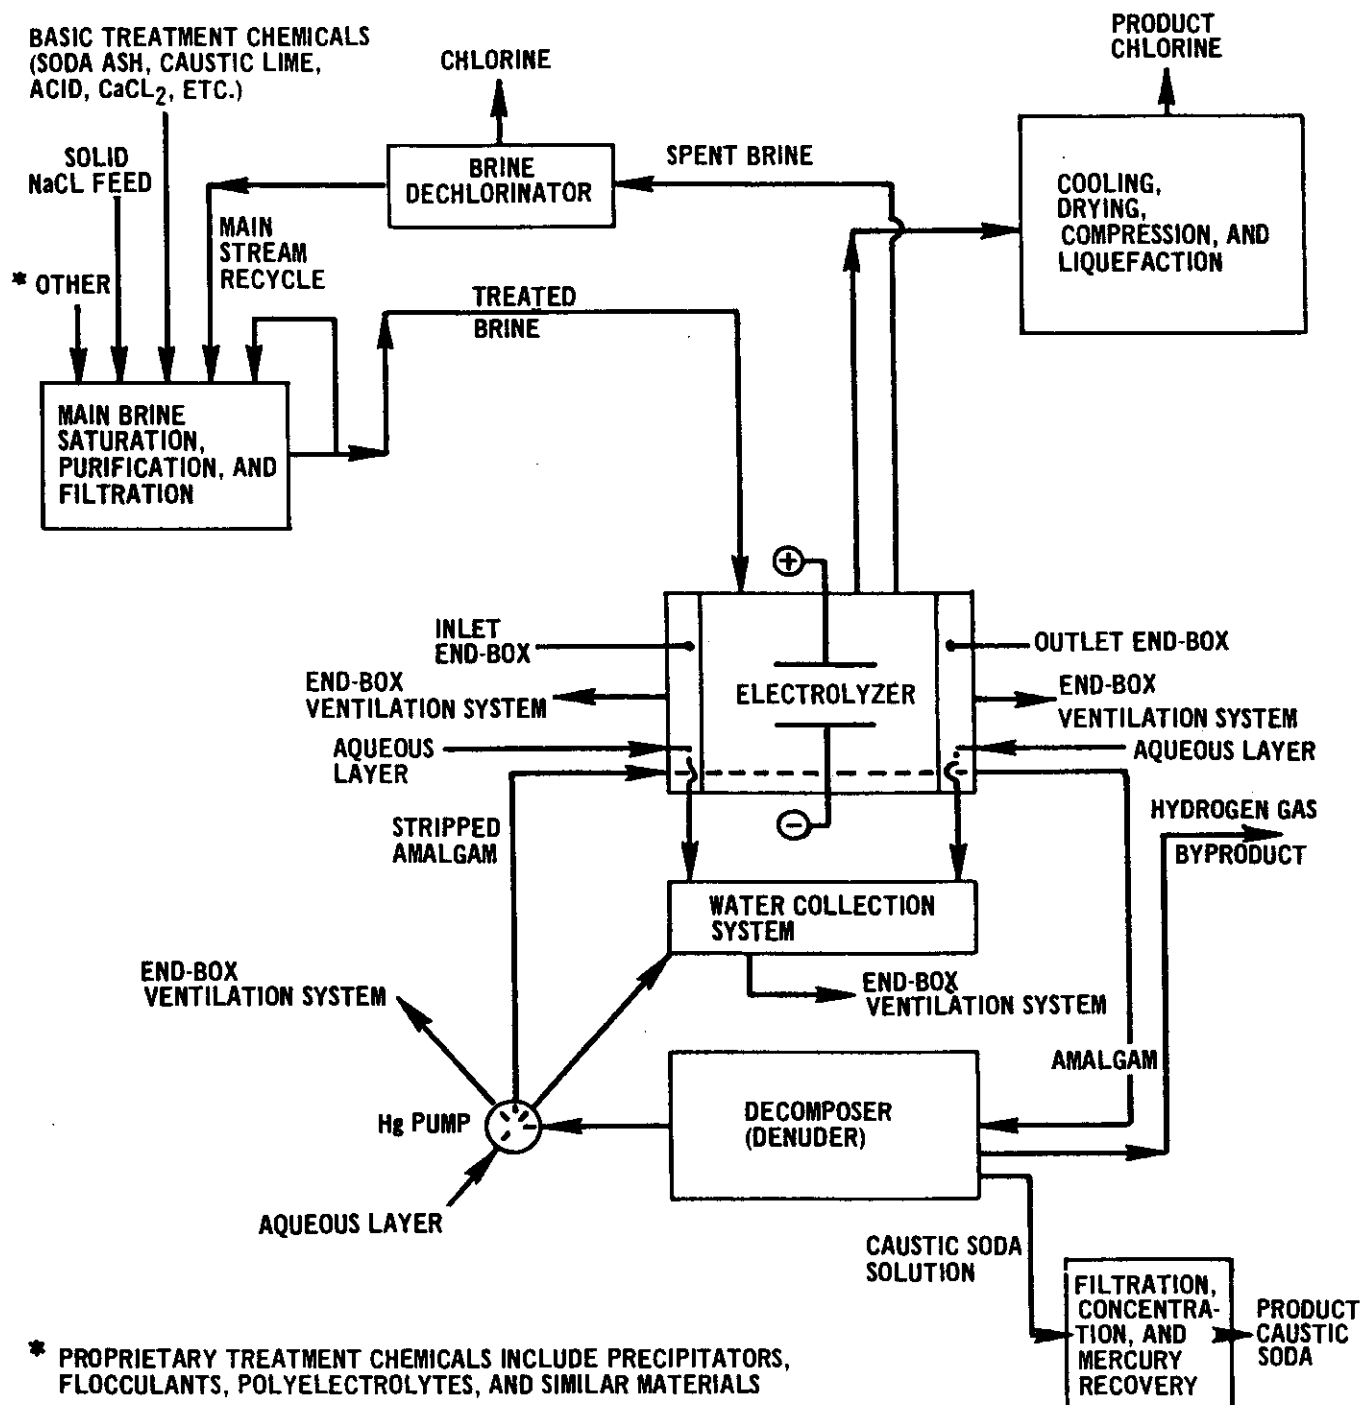 BASIC TREATMENT CHEMICALS
(SODA ASH, CAUSTIC LIME,
ACID, CaCL2, ETC.)
CHLORINE
PRODUCT
CHLORINE
SOLID
NaCL FEED
BRINE
DECHLORINATOR
SPENT BRINE
COOLING,
DRYING,
COMPRESSION, AND
LIQUEFACTION
MAIN
STREAM
RECYCLE
* OTHER
TREATED
BRINE
MAIN BRINE
SATURATION,
PURIFICATION, AND
FILTRATION
+
INLET
END-BOX
OUTLET END-BOX
END-BOX
VENTILATION SYSTEM
ELECTROLYZER
END-BOX
VENTILATION SYSTEM
AQUEOUS
LAYER
AQUEOUS LAYER
−
STRIPPED
AMALGAM
HYDROGEN GAS
BYPRODUCT
WATER COLLECTION
SYSTEM
END-BOX
VENTILATION SYSTEM
END-BOX
VENTILATION SYSTEM
AMALGAM
Hg PUMP
DECOMPOSER
(DENUDER)
AQUEOUS LAYER
CAUSTIC SODA
SOLUTION
FILTRATION,
CONCENTRA-
TION, AND
MERCURY
RECOVERY
PRODUCT
CAUSTIC
SODA
* PROPRIETARY TREATMENT CHEMICALS INCLUDE PRECIPITATORS,
FLOCCULANTS, POLYELECTROLYTES, AND SIMILAR MATERIALS